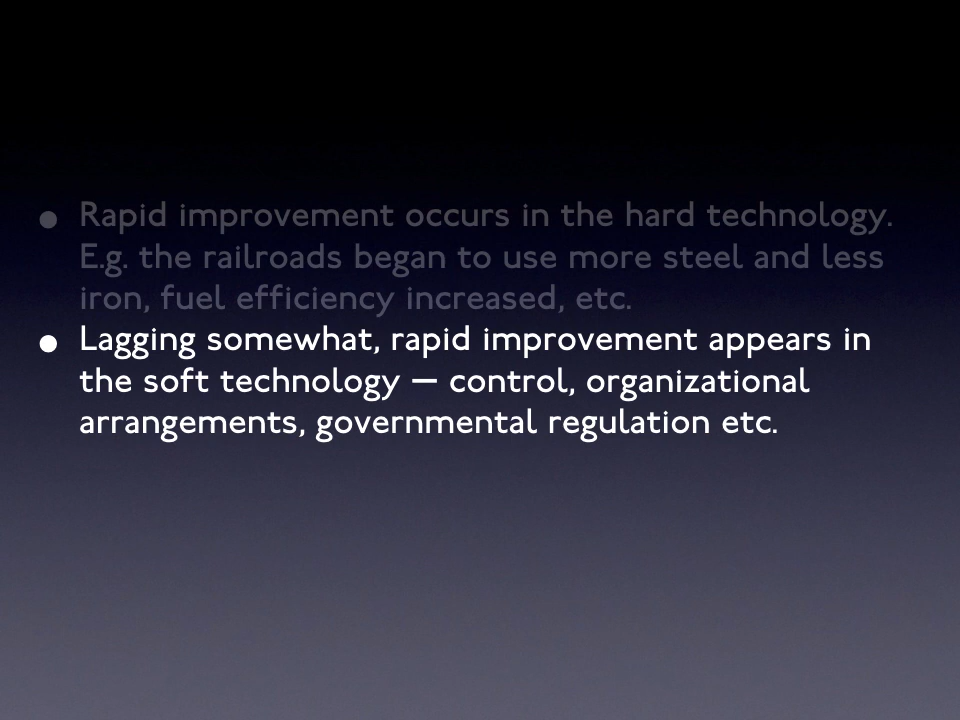 • Rapid improvement occurs in the hard technology.
E.g. the railroads began to use more steel and less
iron, fuel efficiency increased, etc.
• Lagging somewhat, rapid improvement appears in
the soft technology — control, organizational
arrangements, governmental regulation etc.